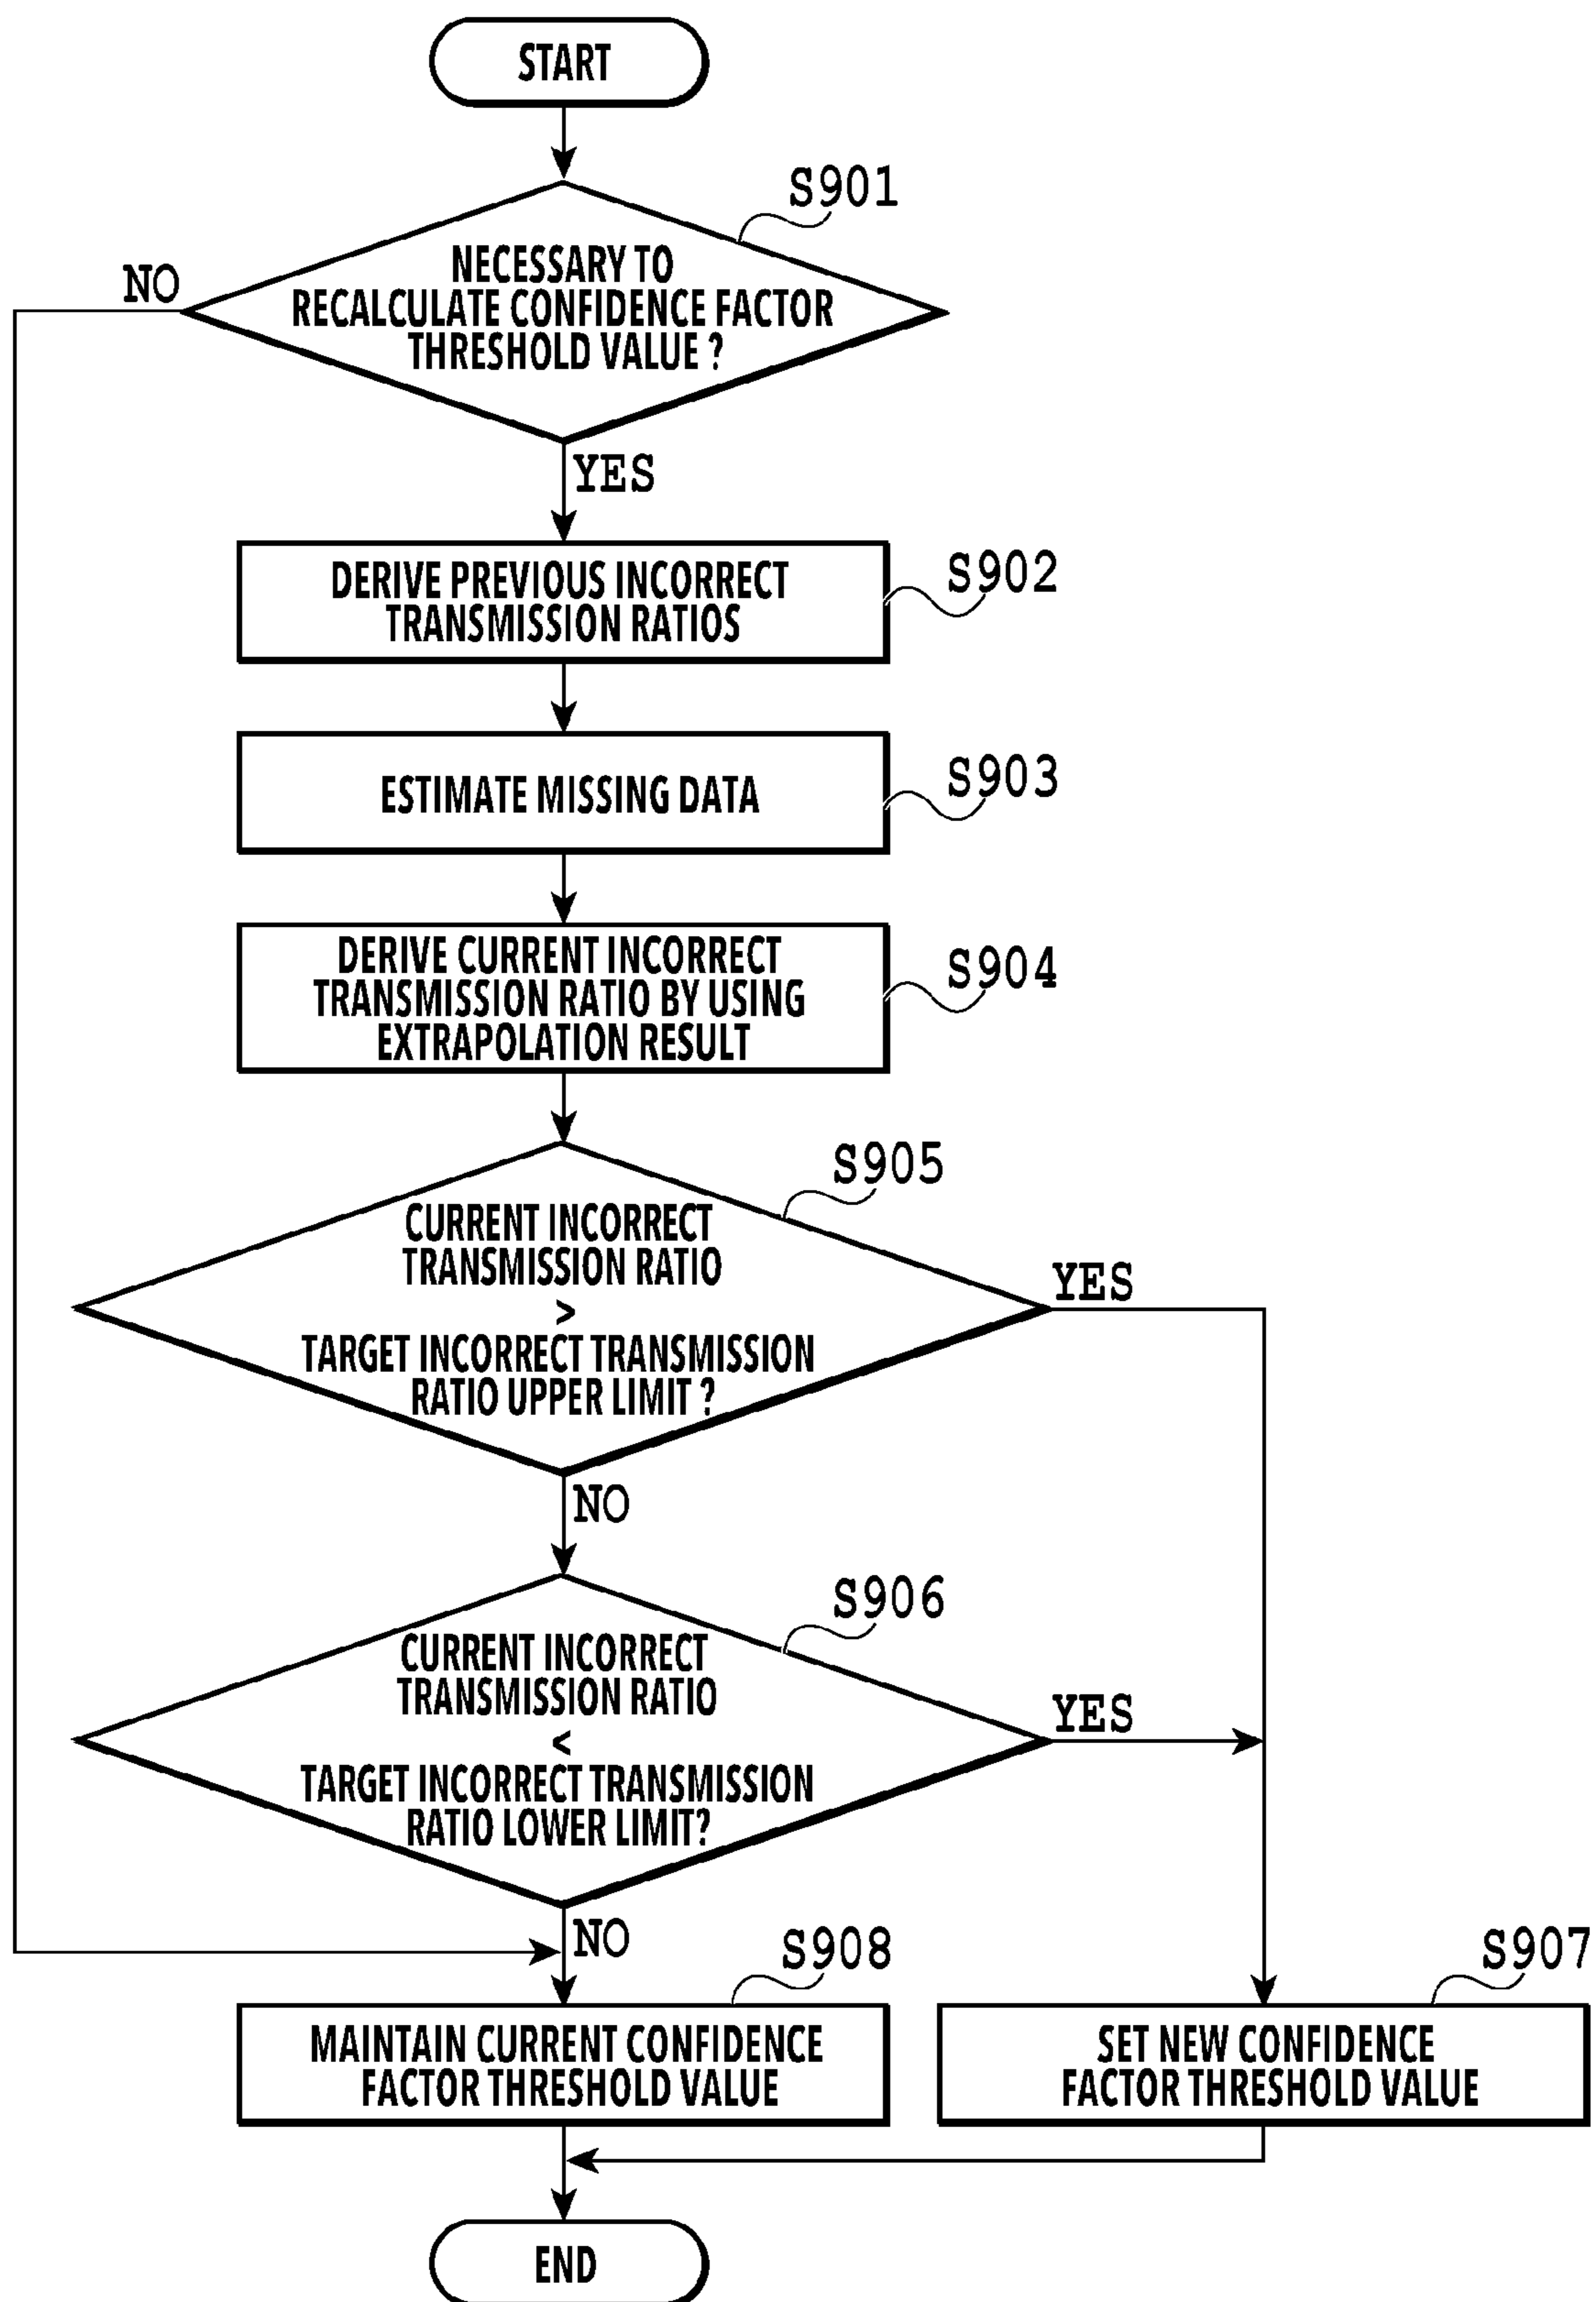 START
S901
NECESSARY TO
RECALCULATE CONFIDENCE FACTOR
THRESHOLD VALUE ?
NO
YES
DERIVE PREVIOUS INCORRECT
TRANSMISSION RATIOS
S902
ESTIMATE MISSING DATA
S903
DERIVE CURRENT INCORRECT
TRANSMISSION RATIO BY USING
EXTRAPOLATION RESULT
S904
S905
CURRENT INCORRECT
TRANSMISSION RATIO
>
TARGET INCORRECT TRANSMISSION
RATIO UPPER LIMIT ?
YES
NO
S906
CURRENT INCORRECT
TRANSMISSION RATIO
<
TARGET INCORRECT TRANSMISSION
RATIO LOWER LIMIT?
YES
NO
S908
MAINTAIN CURRENT CONFIDENCE
FACTOR THRESHOLD VALUE
S907
SET NEW CONFIDENCE
FACTOR THRESHOLD VALUE
END